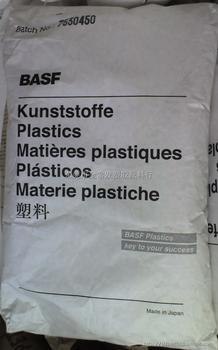 Batch No. 7550450
BASF
Kunststoffe
Plastics
Matières plastiques
Plásticos
Materie plastiche
塑料
BASF Plastics
key to your success
Made in Japan